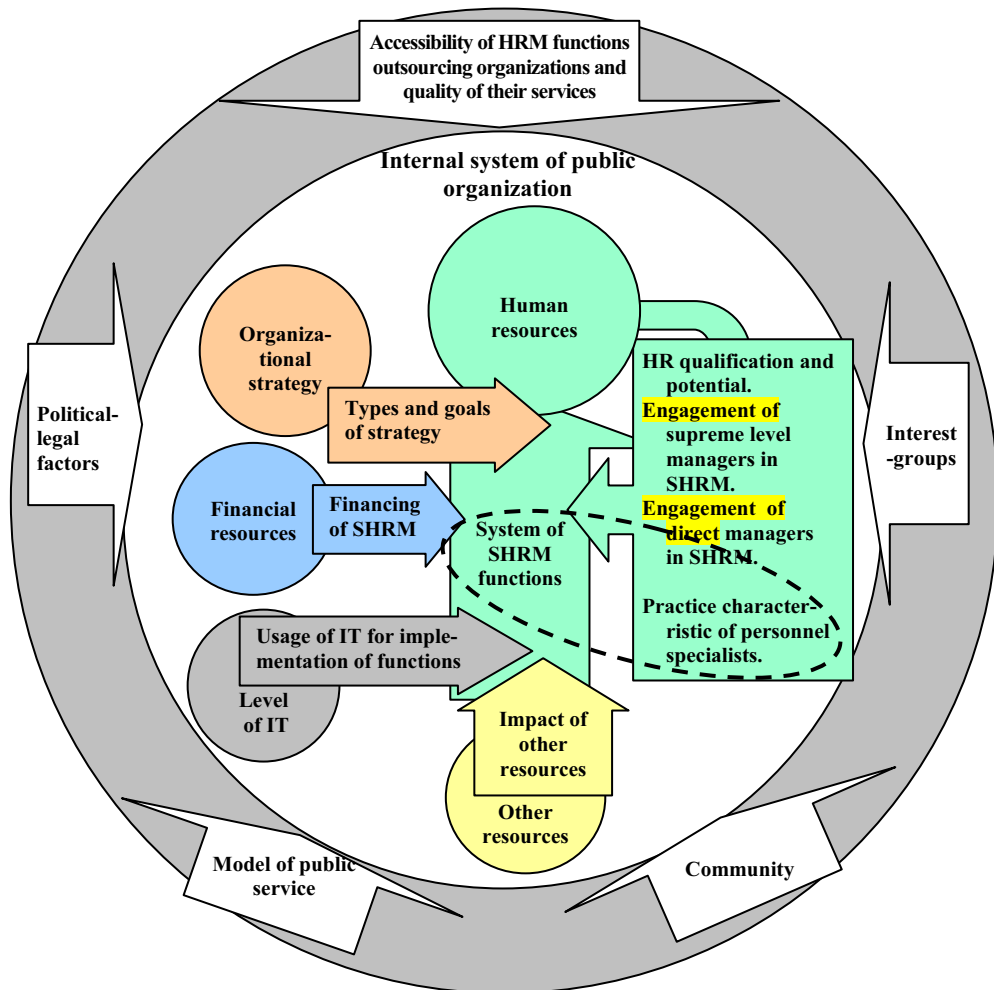 Accessibility of HRM functions
outsourcing organizations and
quality of their services
Internal system of public
organization
Human
resources
Organiza-
tional
strategy
Types and goals
of strategy
HR qualification and
potential.
Engagement of
supreme level
managers in
SHRM.
Engagement of
direct managers
in SHRM.
Practice characte-
ristic of personnel
specialists.
Political-
legal
factors
Interest
-groups
Financial
resources
Financing
of SHRM
System of
SHRM
functions
Usage of IT for imple-
mentation of functions
Level
of IT
Impact of
other
resources
Other
resources
Model of public
service
Community